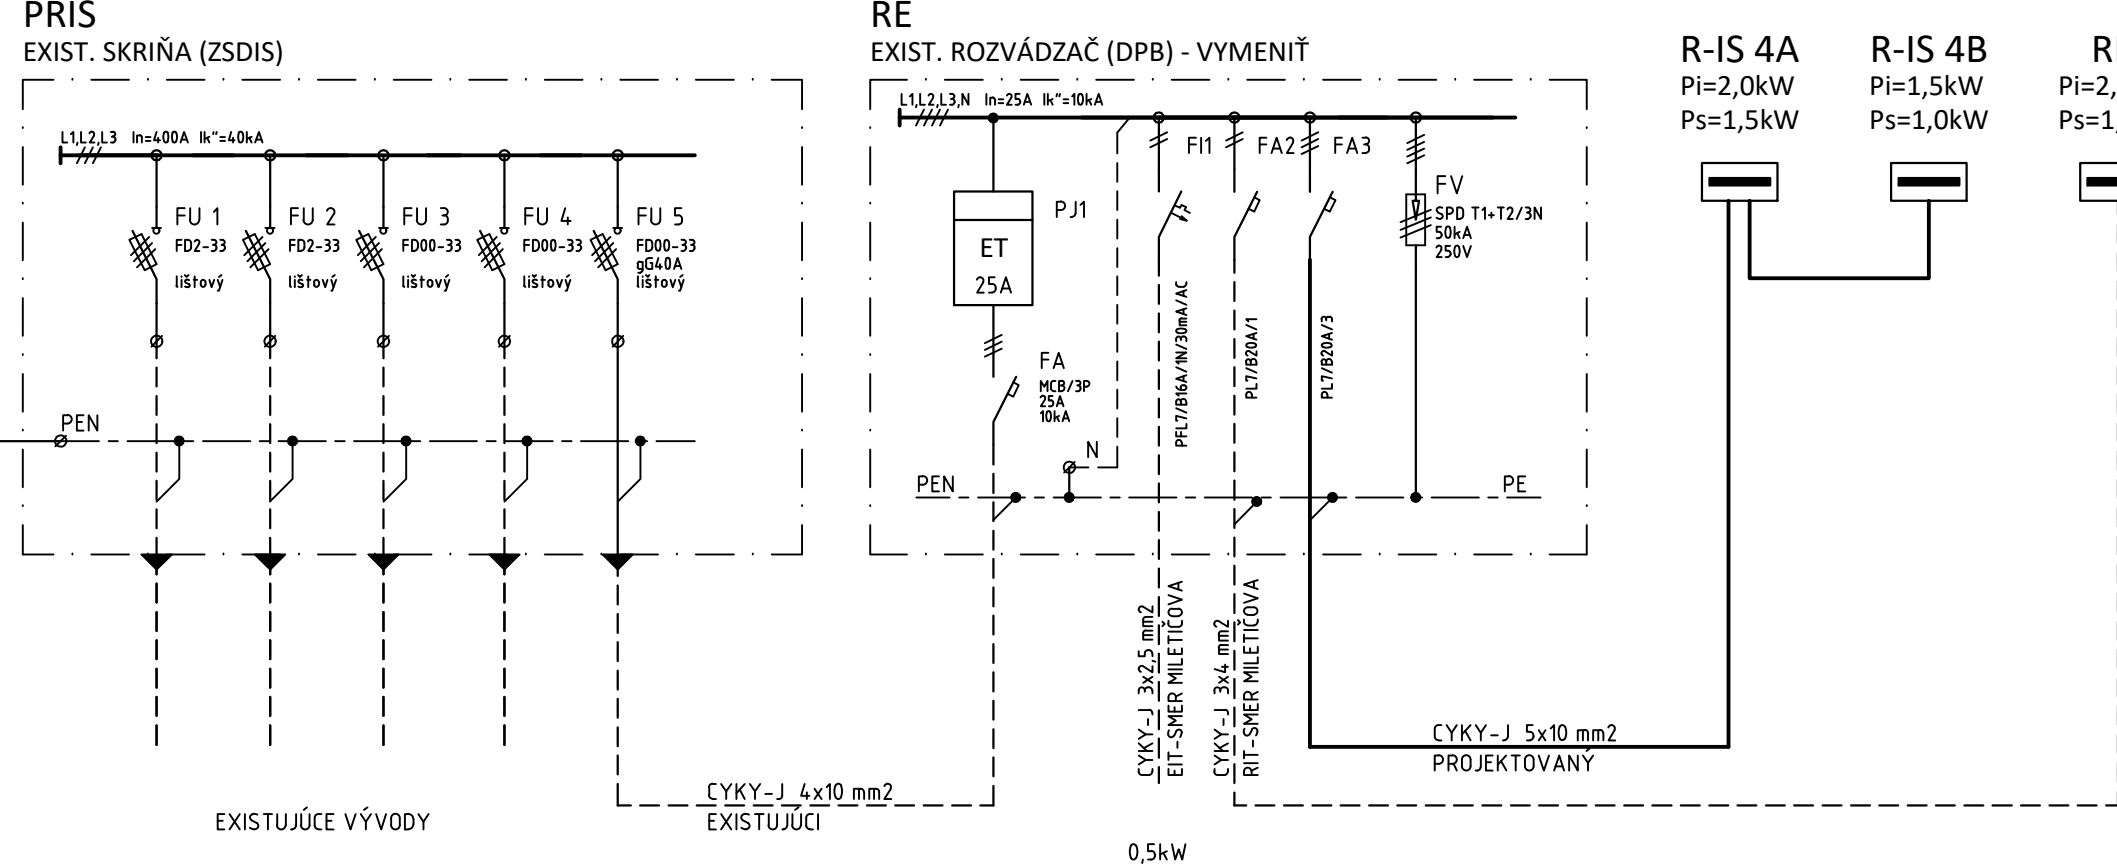 PRIS
EXIST. SKRIŇA (ZSDIS)
L1,L2,L3 In=400A Ik"=40kA
FU 1
FD2-33
lištový
FU 2
FD2-33
lištový
FU 3
FD00-33
lištový
FU 4
FD00-33
lištový
FU 5
FD00-33
gG40A
lištový
PEN
EXISTUJÚCE VÝVODY
CYKY-J 4x10 mm2
EXISTUJÚCI
RE
EXIST. ROZVÁDZAČ (DPB) - VYMENIŤ
L1,L2,L3,N In=25A Ik"=10kA
PJ1
ET
25A
FA
MCB/3P
25A
10kA
N
PEN
PE
FI1
FA2
FA3
FV
SPD T1+T2/3N
50kA
250V
PFL7/B16A/1N/30mA/AC
PL7/B20A/1
PL7/B20A/3
CYKY-J 3x2,5 mm2
EIT-SMER MILETIČOVA
CYKY-J 3x4 mm2
RIT-SMER MILETIČOVA
CYKY-J 5x10 mm2
PROJEKTOVANÝ
0,5kW
R-IS 4A
Pi=2,0kW
Ps=1,5kW
R-IS 4B
Pi=1,5kW
Ps=1,0kW
Pi=2,
Ps=1,